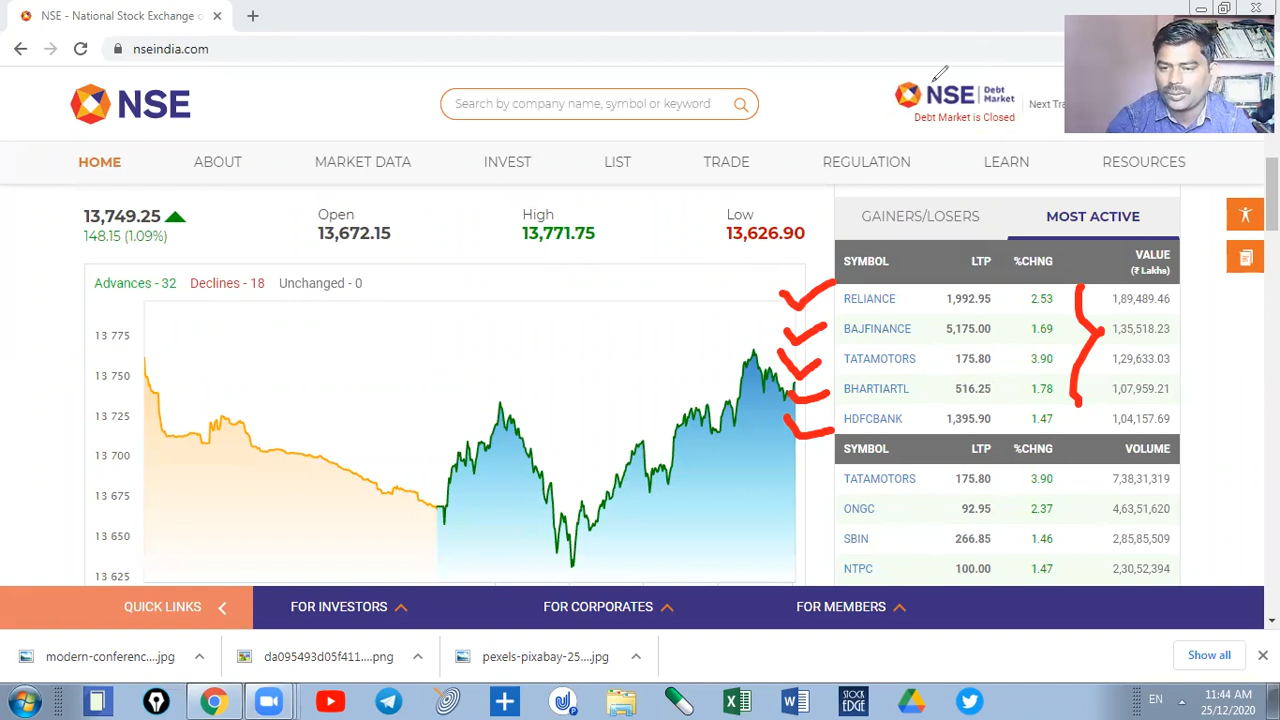 NSE - National Stock Exchange o
nseindia.com
NSE
Search by company name, symbol or keyword
NSE Debt Market
Debt Market is Closed
HOME ABOUT MARKET DATA INVEST LIST TRADE REGULATION LEARN RESOURCES
13,749.25
148.15 (1.09%)
Open
13,672.15
High
13,771.75
Low
13,626.90
Advances - 32 Declines - 18 Unchanged - 0
13 775
13 750
13 725
13 700
13 675
13 650
13 625
GAINERS/LOSERS MOST ACTIVE
SYMBOL LTP %CHNG VALUE (₹ Lakhs)
RELIANCE 1,992.95 2.53 1,89,489.46
BAJFINANCE 5,175.00 1.69 1,35,518.23
TATAMOTORS 175.80 3.90 1,29,633.03
BHARTIARTL 516.25 1.78 1,07,959.21
HDFCBANK 1,395.90 1.47 1,04,157.69
SYMBOL LTP %CHNG VOLUME
TATAMOTORS 175.80 3.90 7,38,31,319
ONGC 92.95 2.37 4,63,51,620
SBIN 266.85 1.46 2,85,85,509
NTPC 100.00 1.47 2,30,52,394
QUICK LINKS FOR INVESTORS FOR CORPORATES FOR MEMBERS
modern-conferenc....jpg da095493d05f411....png pexels-pixabay-25....jpg Show all
STOCK EDGE
EN
11:44 AM
25/12/2020